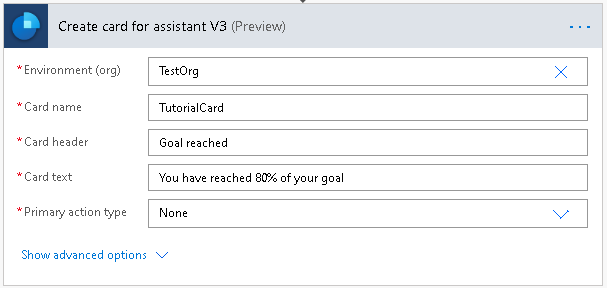 Create card for assistant V3 (Preview)
* Environment (org) TestOrg
* Card name TutorialCard
* Card header Goal reached
* Card text You have reached 80% of your goal
* Primary action type None
Show advanced options